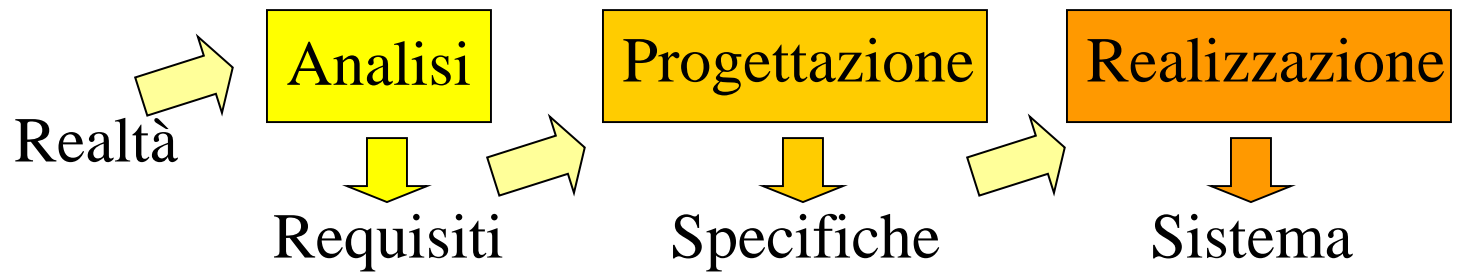 Analisi
Progettazione
Realizzazione
Realtà
Requisiti
Specifiche
Sistema